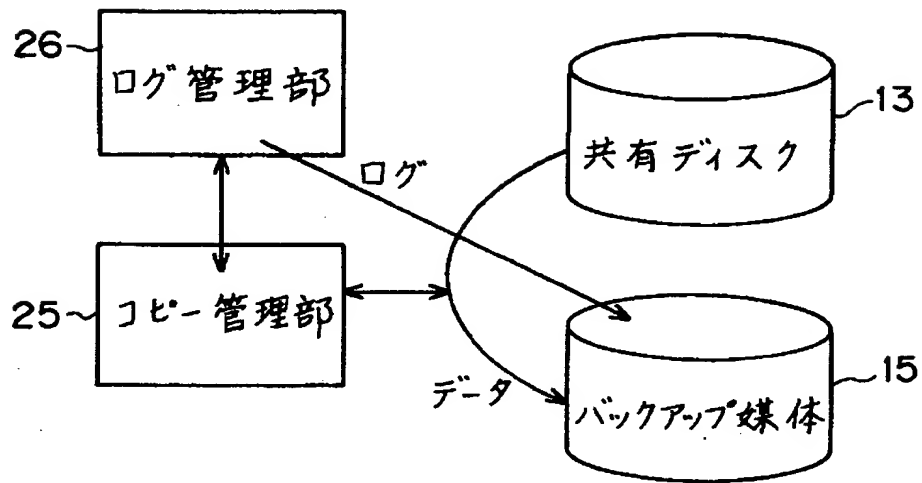 26
ログ管理部
13
共有ディスク
ログ
25
コピー管理部
15
データ
バックアップ媒体